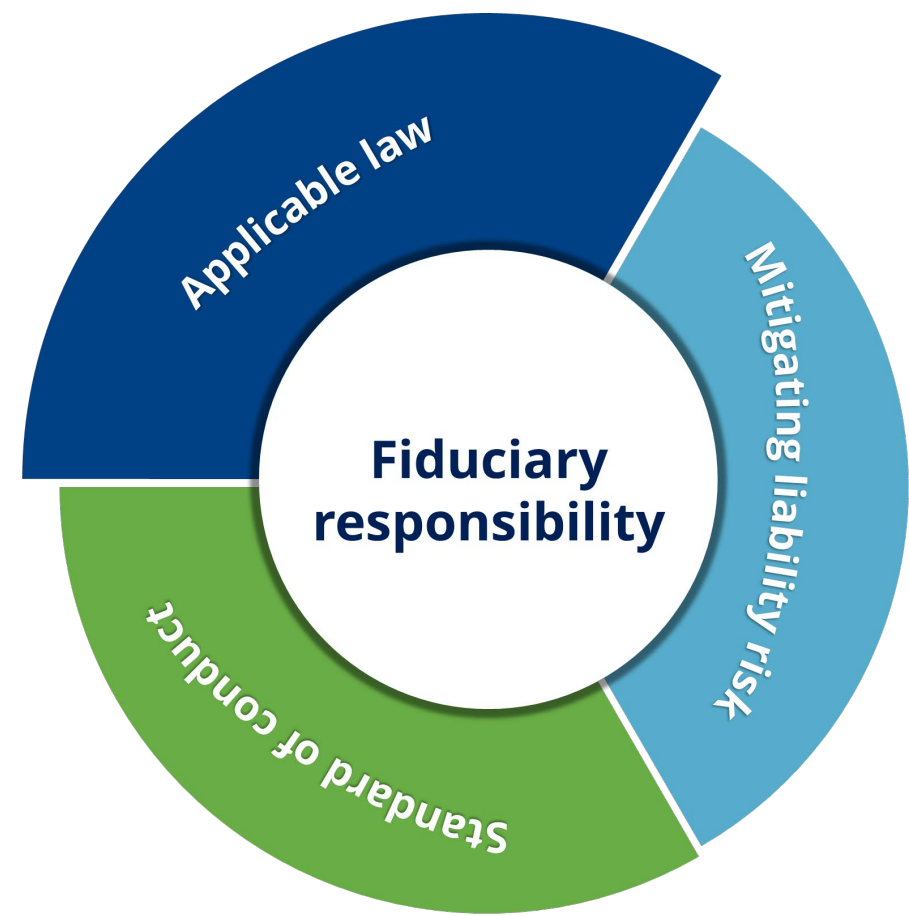 Applicable law
Mitigating liability risk
Standard of conduct
Fiduciary
responsibility